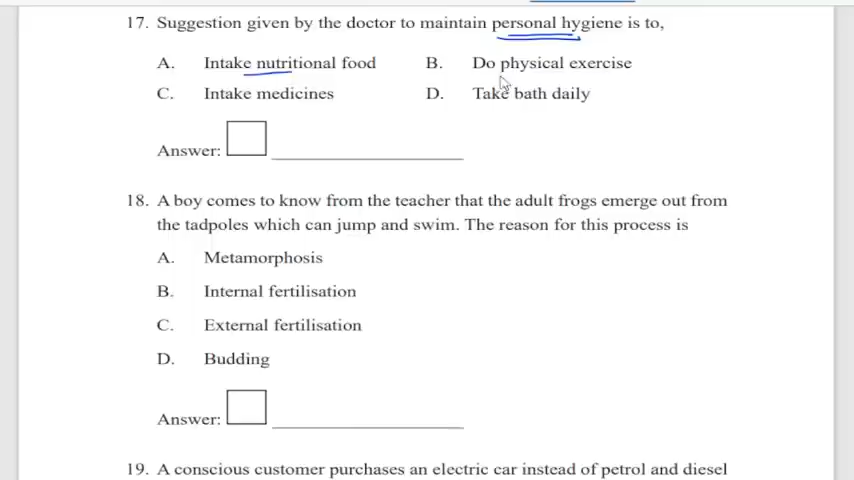 17. Suggestion given by the doctor to maintain personal hygiene is to,
A. Intake nutritional food B. Do physical exercise
C. Intake medicines D. Take bath daily
Answer:
18. A boy comes to know from the teacher that the adult frogs emerge out from
the tadpoles which can jump and swim. The reason for this process is
A. Metamorphosis
B. Internal fertilisation
C. External fertilisation
D. Budding
Answer:
19. A conscious customer purchases an electric car instead of petrol and diesel